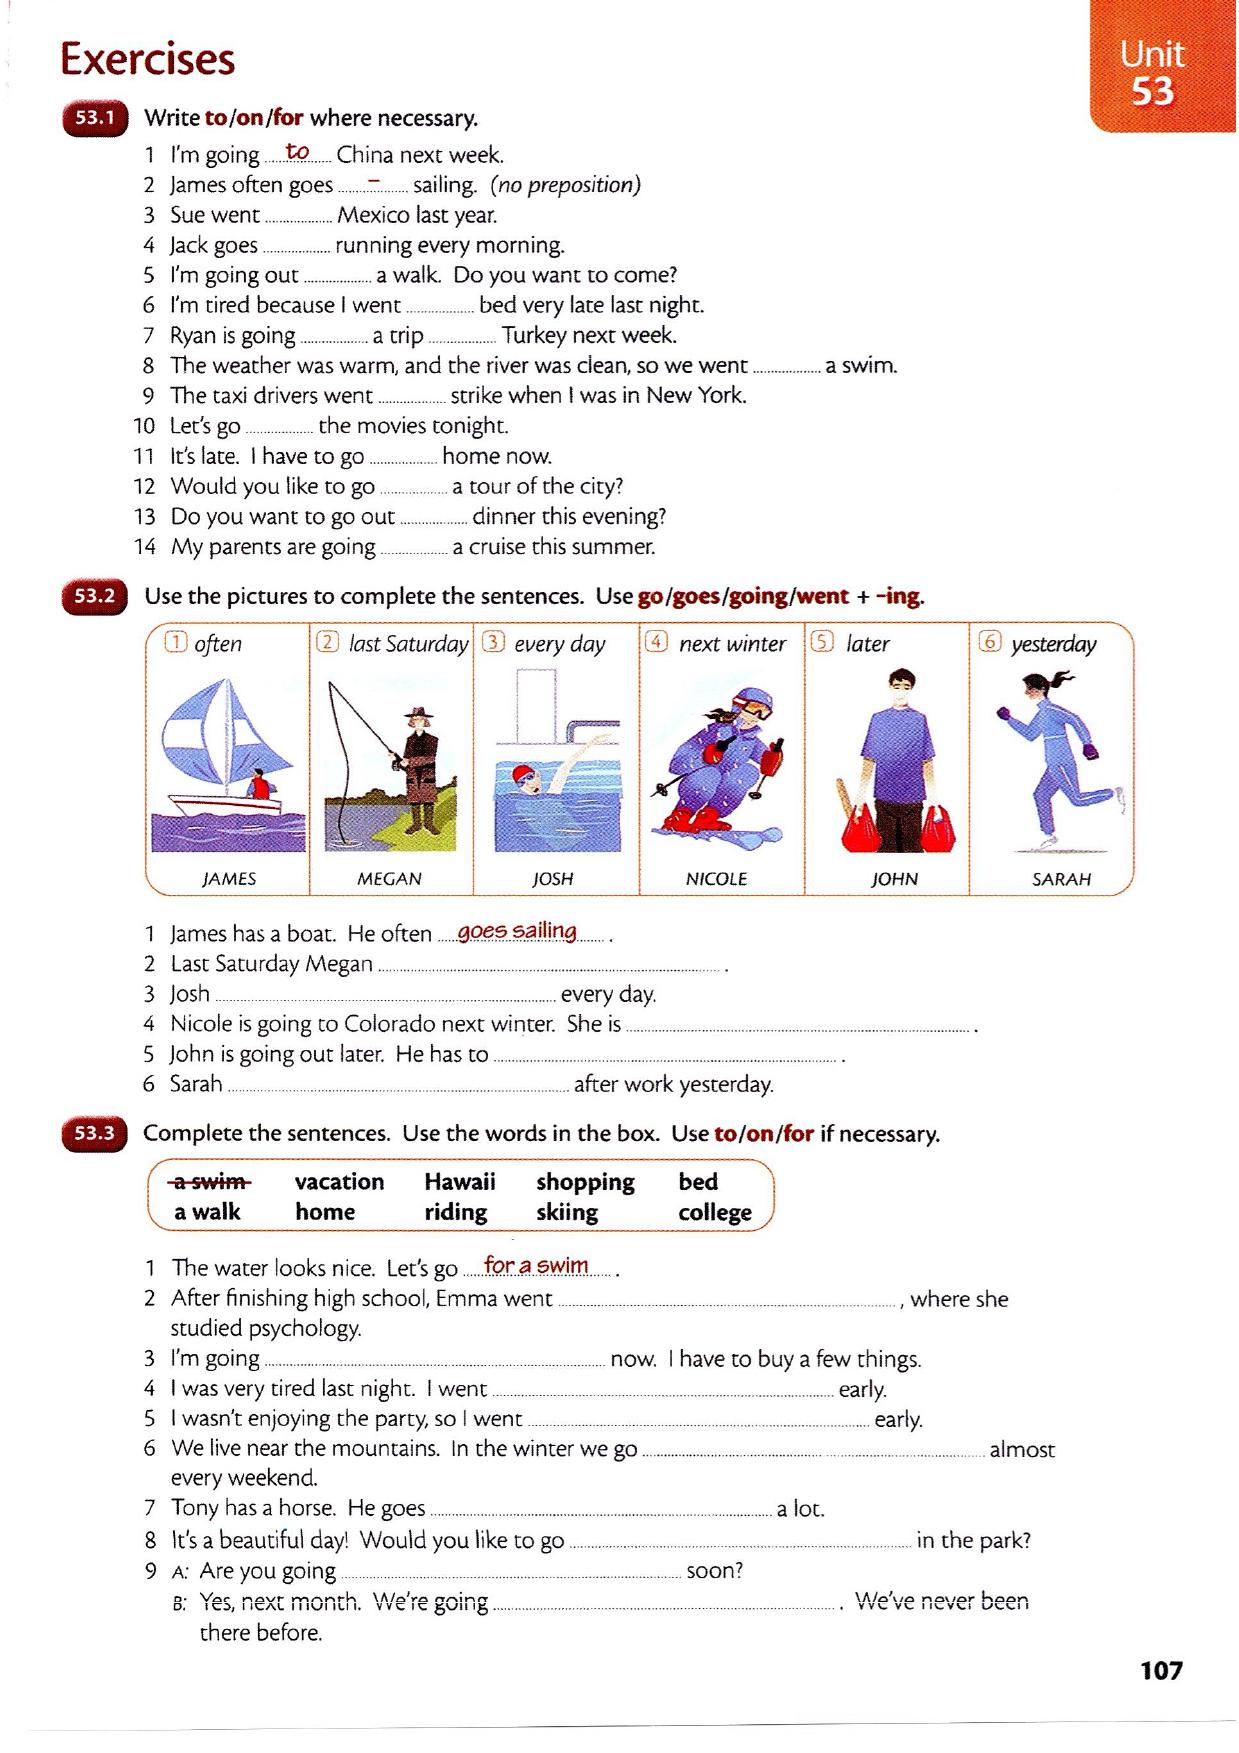 Exercises
Unit
53
53.1 Write to/on/for where necessary.
1 I'm going ..... to ..... China next week.
2 James often goes ..... – ..... sailing. (no preposition)
3 Sue went .......... Mexico last year.
4 Jack goes .......... running every morning.
5 I'm going out .......... a walk. Do you want to come?
6 I'm tired because I went .......... bed very late last night.
7 Ryan is going .......... a trip .......... Turkey next week.
8 The weather was warm, and the river was clean, so we went .......... a swim.
9 The taxi drivers went .......... strike when I was in New York.
10 Let's go .......... the movies tonight.
11 It's late. I have to go .......... home now.
12 Would you like to go .......... a tour of the city?
13 Do you want to go out .......... dinner this evening?
14 My parents are going .......... a cruise this summer.
53.2 Use the pictures to complete the sentences. Use go/goes/going/went + -ing.
1 often 2 last Saturday 3 every day 4 next winter 5 later 6 yesterday
JAMES MEGAN JOSH NICOLE JOHN SARAH
1 James has a boat. He often ..... goes sailing ..... .
2 Last Saturday Megan .................... .
3 Josh .................... every day.
4 Nicole is going to Colorado next winter. She is .................... .
5 John is going out later. He has to .................... .
6 Sarah .................... after work yesterday.
53.3 Complete the sentences. Use the words in the box. Use to/on/for if necessary.
a swim vacation Hawaii shopping bed
a walk home riding skiing college
1 The water looks nice. Let's go ..... for a swim ..... .
2 After finishing high school, Emma went .................... , where she
studied psychology.
3 I'm going .................... now. I have to buy a few things.
4 I was very tired last night. I went .................... early.
5 I wasn't enjoying the party, so I went .................... early.
6 We live near the mountains. In the winter we go .................... almost
every weekend.
7 Tony has a horse. He goes .................... a lot.
8 It's a beautiful day! Would you like to go .................... in the park?
9 A: Are you going .................... soon?
B: Yes, next month. We're going .................... . We've never been
there before.
107